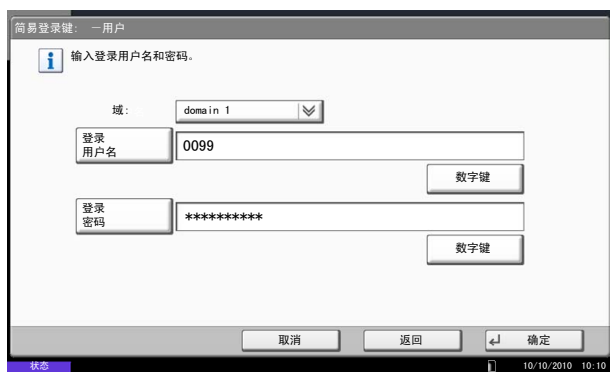 简易登录键: －用户
输入登录用户名和密码。
域: domain 1
登录
用户名
0099
数字键
登录
密码
**********
数字键
取消 返回 确定
状态 10/10/2010 10:10